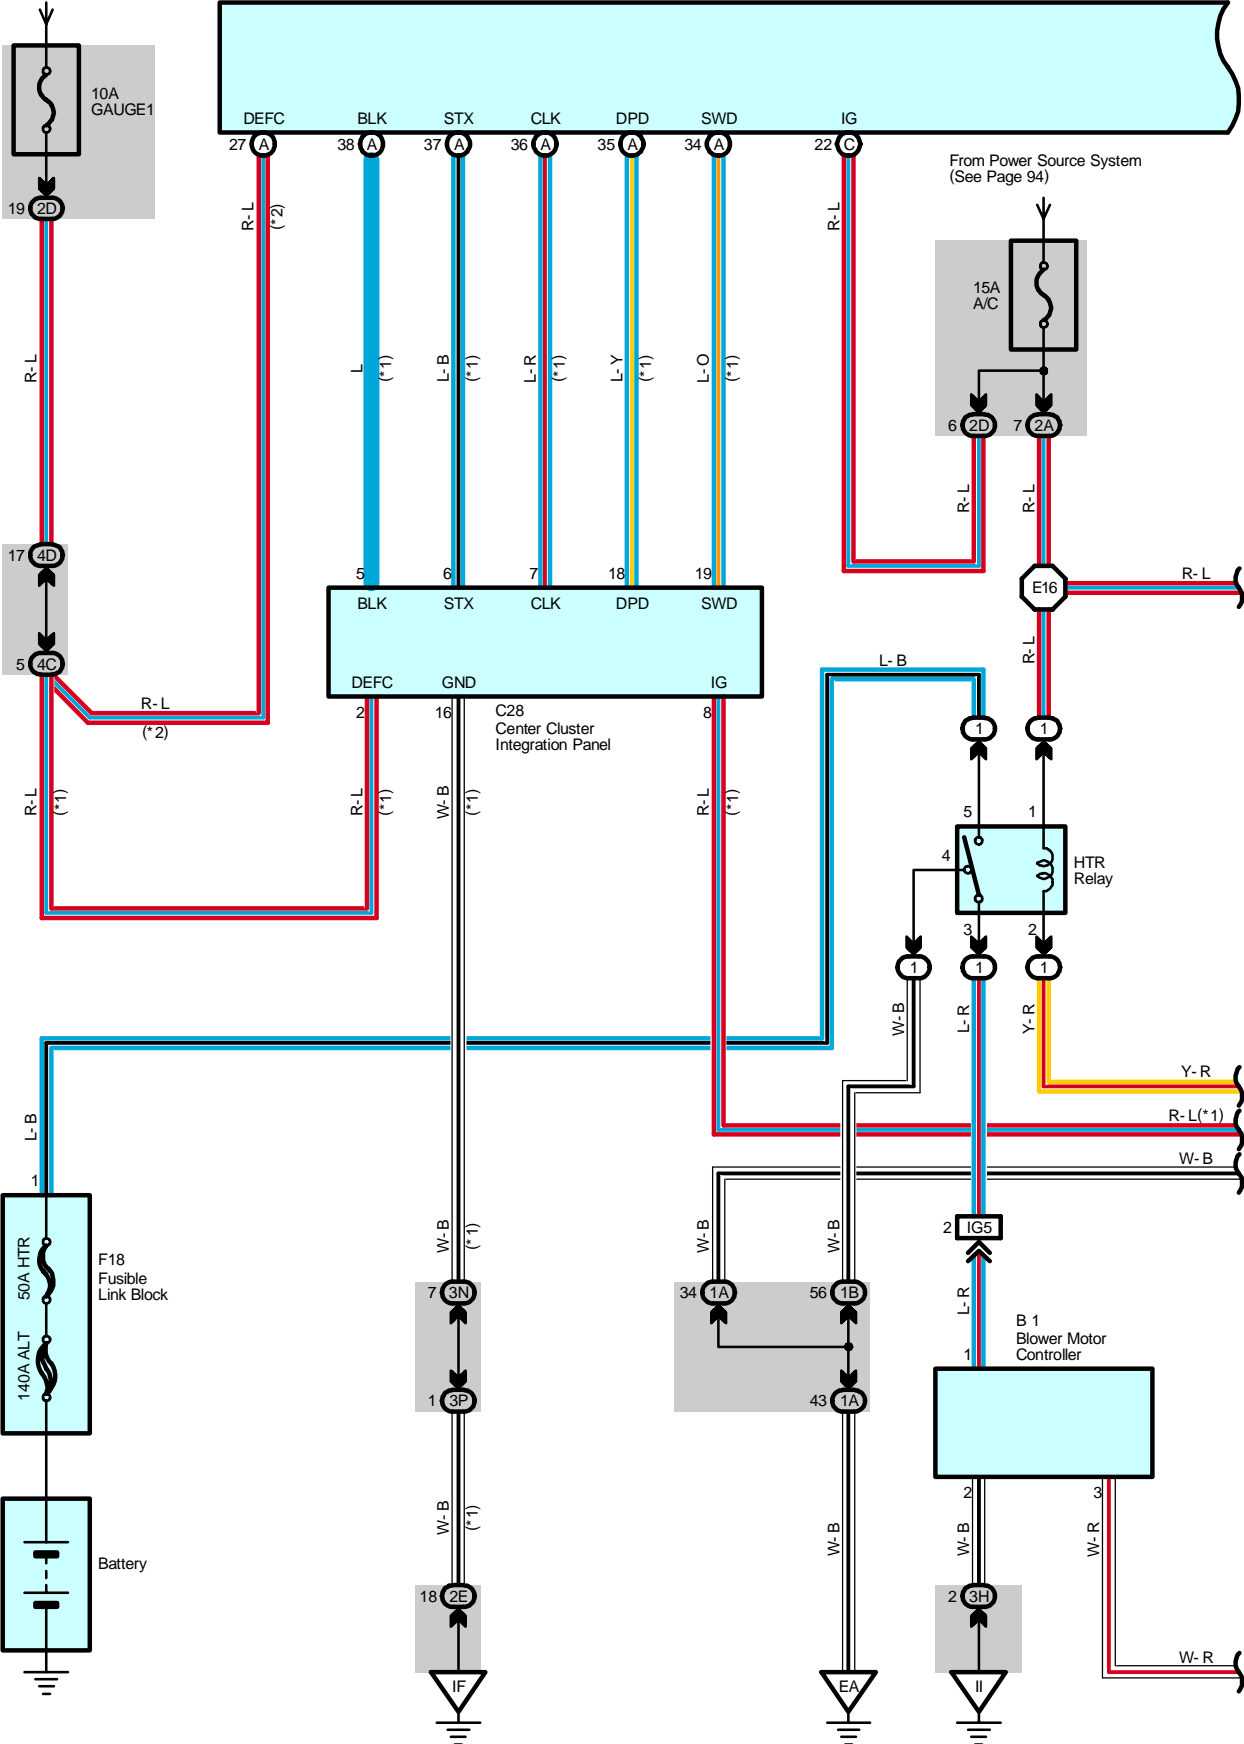 10A
GAUGE1
DEFC BLK STX CLK DPD SWD IG
27 A 38 A 37 A 36 A 35 A 34 A 22 C
From Power Source System
(See Page 94)
19 2D
R-L (*2)
R-L
15A
A/C
R-L
L (*1)
L-B (*1)
L-R (*1)
L-Y (*1)
L-O (*1)
6 2D 7 2A
R-L
R-L
17 4D
5 6 7 18 19
BLK STX CLK DPD SWD
E16
R-L
R-L
5 4C
L-B
DEFC GND IG
R-L
(*2)
2 16 8
C28
Center Cluster
Integration Panel
1 1
R-L (*1)
R-L (*1)
W-B (*1)
R-L (*1)
5 1
4
HTR
Relay
3 2
1 1 1
W-B
L-R
Y-R
Y-R
L-B
R-L(*1)
W-B
1
W-B (*1)
W-B
W-B
2 IG5
50A HTR
F18
Fusible
Link Block
7 3N
34 1A
56 1B
L-R
B 1
Blower Motor
Controller
140A ALT
1
1 3P
43 1A
2 3
W-B (*1)
W-B
W-B
W-R
Battery
18 2E
2 3H
W-R
IF EA II